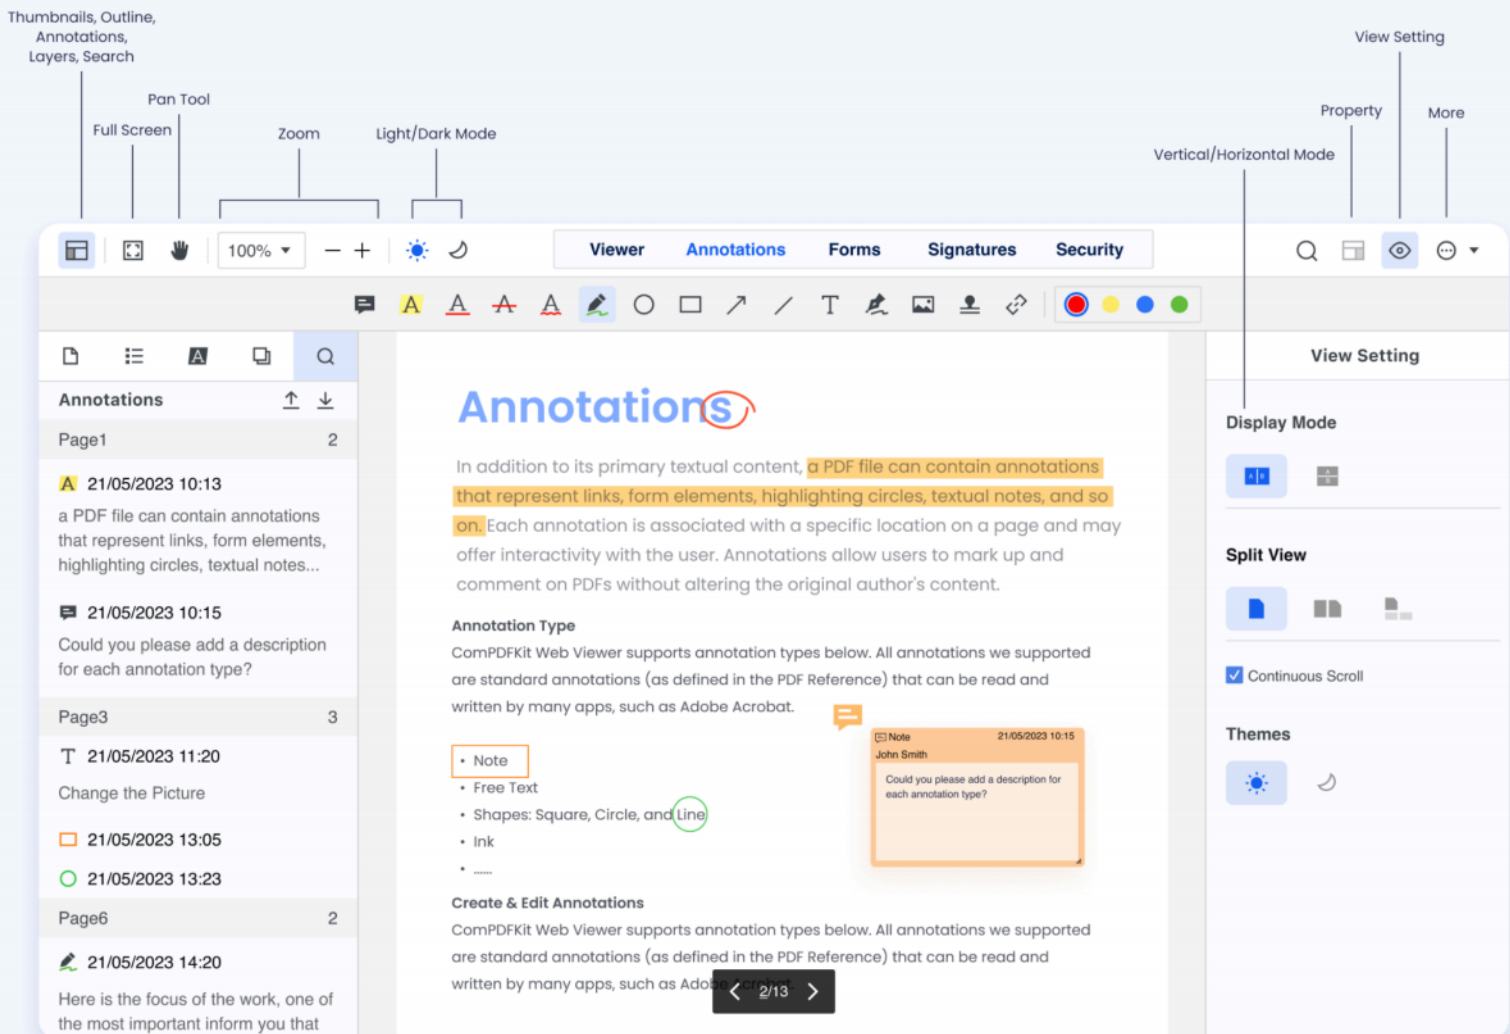 Thumbnails, Outline,
Annotations,
Layers, Search
Full Screen
Pan Tool
Zoom
Light/Dark Mode
Vertical/Horizontal Mode
Property
View Setting
More
100%
Viewer
Annotations
Forms
Signatures
Security
A
A
A
A
T
A
Annotations
Page1 2
A 21/05/2023 10:13
a PDF file can contain annotations
that represent links, form elements,
highlighting circles, textual notes...
21/05/2023 10:15
Could you please add a description
for each annotation type?
Page3 3
T 21/05/2023 11:20
Change the Picture
21/05/2023 13:05
21/05/2023 13:23
Page6 2
21/05/2023 14:20
Here is the focus of the work, one of
the most important inform you that
Annotations
In addition to its primary textual content, a PDF file can contain annotations
that represent links, form elements, highlighting circles, textual notes, and so
on. Each annotation is associated with a specific location on a page and may
offer interactivity with the user. Annotations allow users to mark up and
comment on PDFs without altering the original author's content.
Annotation Type
ComPDFKit Web Viewer supports annotation types below. All annotations we supported
are standard annotations (as defined in the PDF Reference) that can be read and
written by many apps, such as Adobe Acrobat.
• Note
• Free Text
• Shapes: Square, Circle, and Line
• Ink
• ......
Note 21/05/2023 10:15
John Smith
Could you please add a description for
each annotation type?
Create & Edit Annotations
ComPDFKit Web Viewer supports annotation types below. All annotations we supported
are standard annotations (as defined in the PDF Reference) that can be read and
written by many apps, such as Adobe Acrobat.
2/13
View Setting
Display Mode
A B
A
B
Split View
Continuous Scroll
Themes